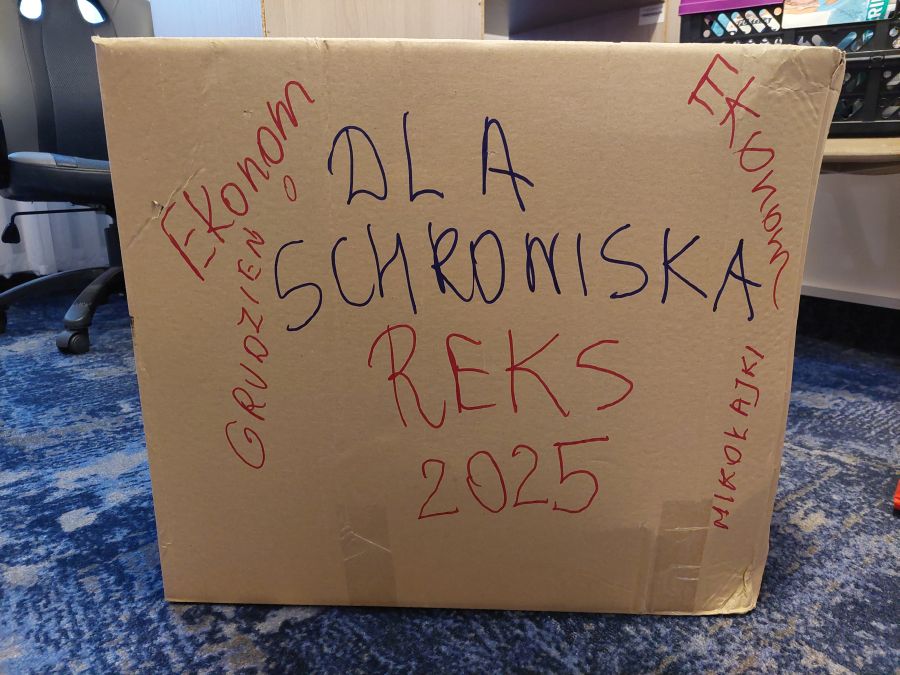 Ekonom
GRUDZIEŃ
DLA
SCHRONISKA
REKS
2025
EKonom
MIKOŁAJKI